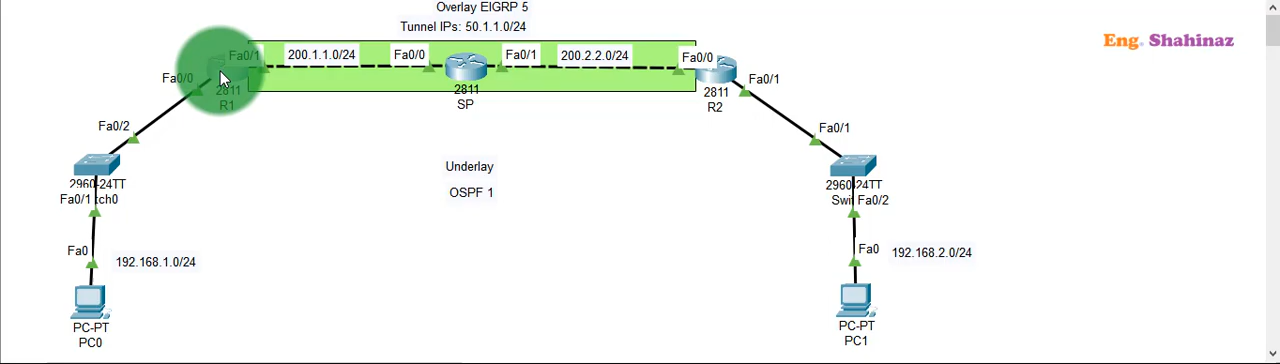 Overlay EIGRP 5
Tunnel IPs: 50.1.1.0/24
Eng. Shahinaz
Fa0/1
200.1.1.0/24
Fa0/0
Fa0/1
200.2.2.0/24
Fa0/0
Fa0/0
Fa0/1
2811
R1
2811
SP
2811
R2
Fa0/2
Fa0/1
Underlay
OSPF 1
2960-24TT
Fa0/1 tch0
2960-24TT
Swi Fa0/2
Fa0
192.168.1.0/24
Fa0
192.168.2.0/24
PC-PT
PC0
PC-PT
PC1